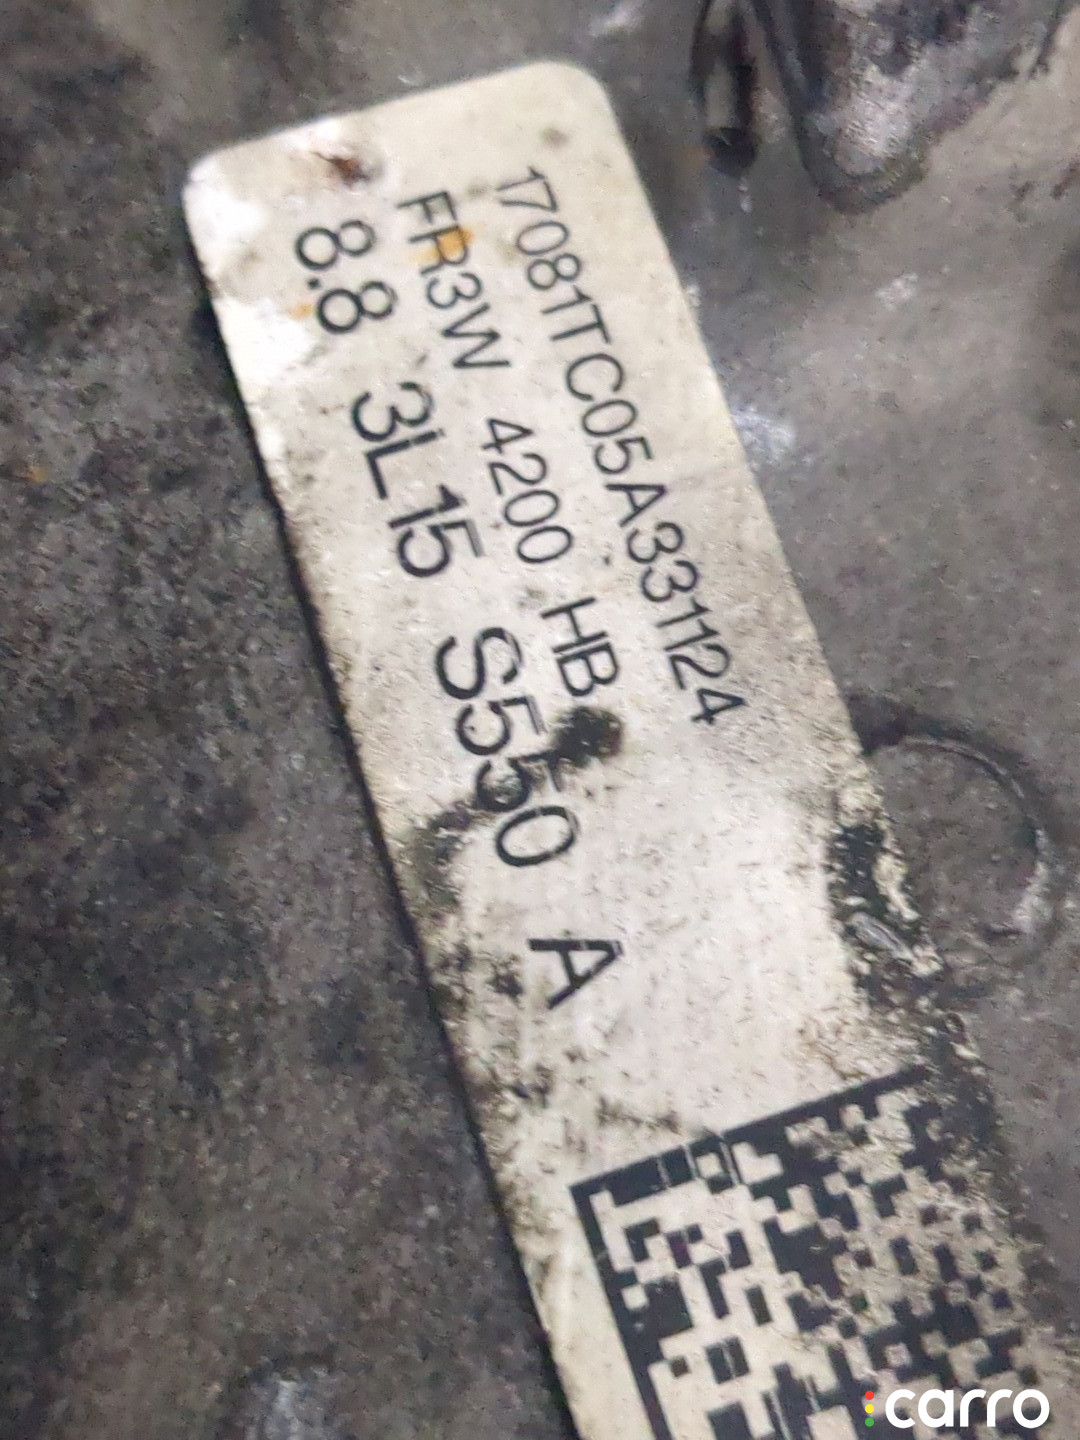 17081TC05A331124
FR3W 4200 HB
8.8 3L15 S550 A
carro